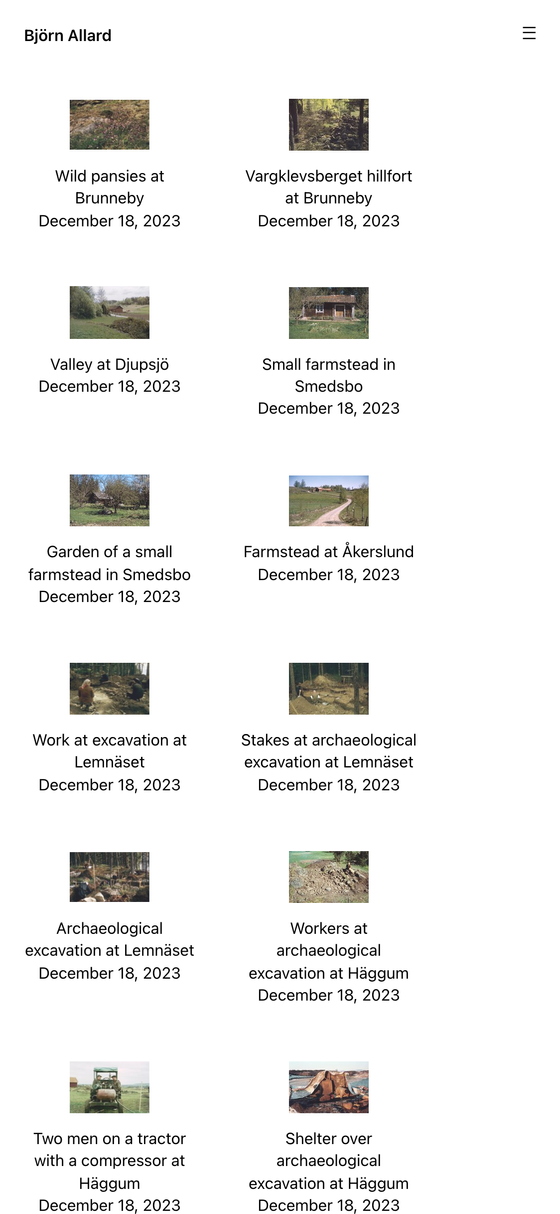 Björn Allard
Wild pansies at
Brunneby
December 18, 2023
Vargklevsberget hillfort
at Brunneby
December 18, 2023
Valley at Djupsjö
December 18, 2023
Small farmstead in
Smedsbo
December 18, 2023
Garden of a small
farmstead in Smedsbo
December 18, 2023
Farmstead at Åkerslund
December 18, 2023
Work at excavation at
Lemnäset
December 18, 2023
Stakes at archaeological
excavation at Lemnäset
December 18, 2023
Archaeological
excavation at Lemnäset
December 18, 2023
Workers at
archaeological
excavation at Häggum
December 18, 2023
Two men on a tractor
with a compressor at
Häggum
December 18, 2023
Shelter over
archaeological
excavation at Häggum
December 18, 2023